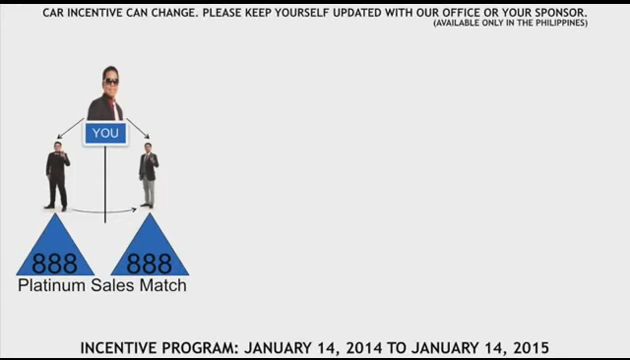 CAR INCENTIVE CAN CHANGE. PLEASE KEEP YOURSELF UPDATED WITH OUR OFFICE OR YOUR SPONSOR.
(AVAILABLE ONLY IN THE PHILIPPINES)
YOU
888 888
Platinum Sales Match
INCENTIVE PROGRAM: JANUARY 14, 2014 TO JANUARY 14, 2015